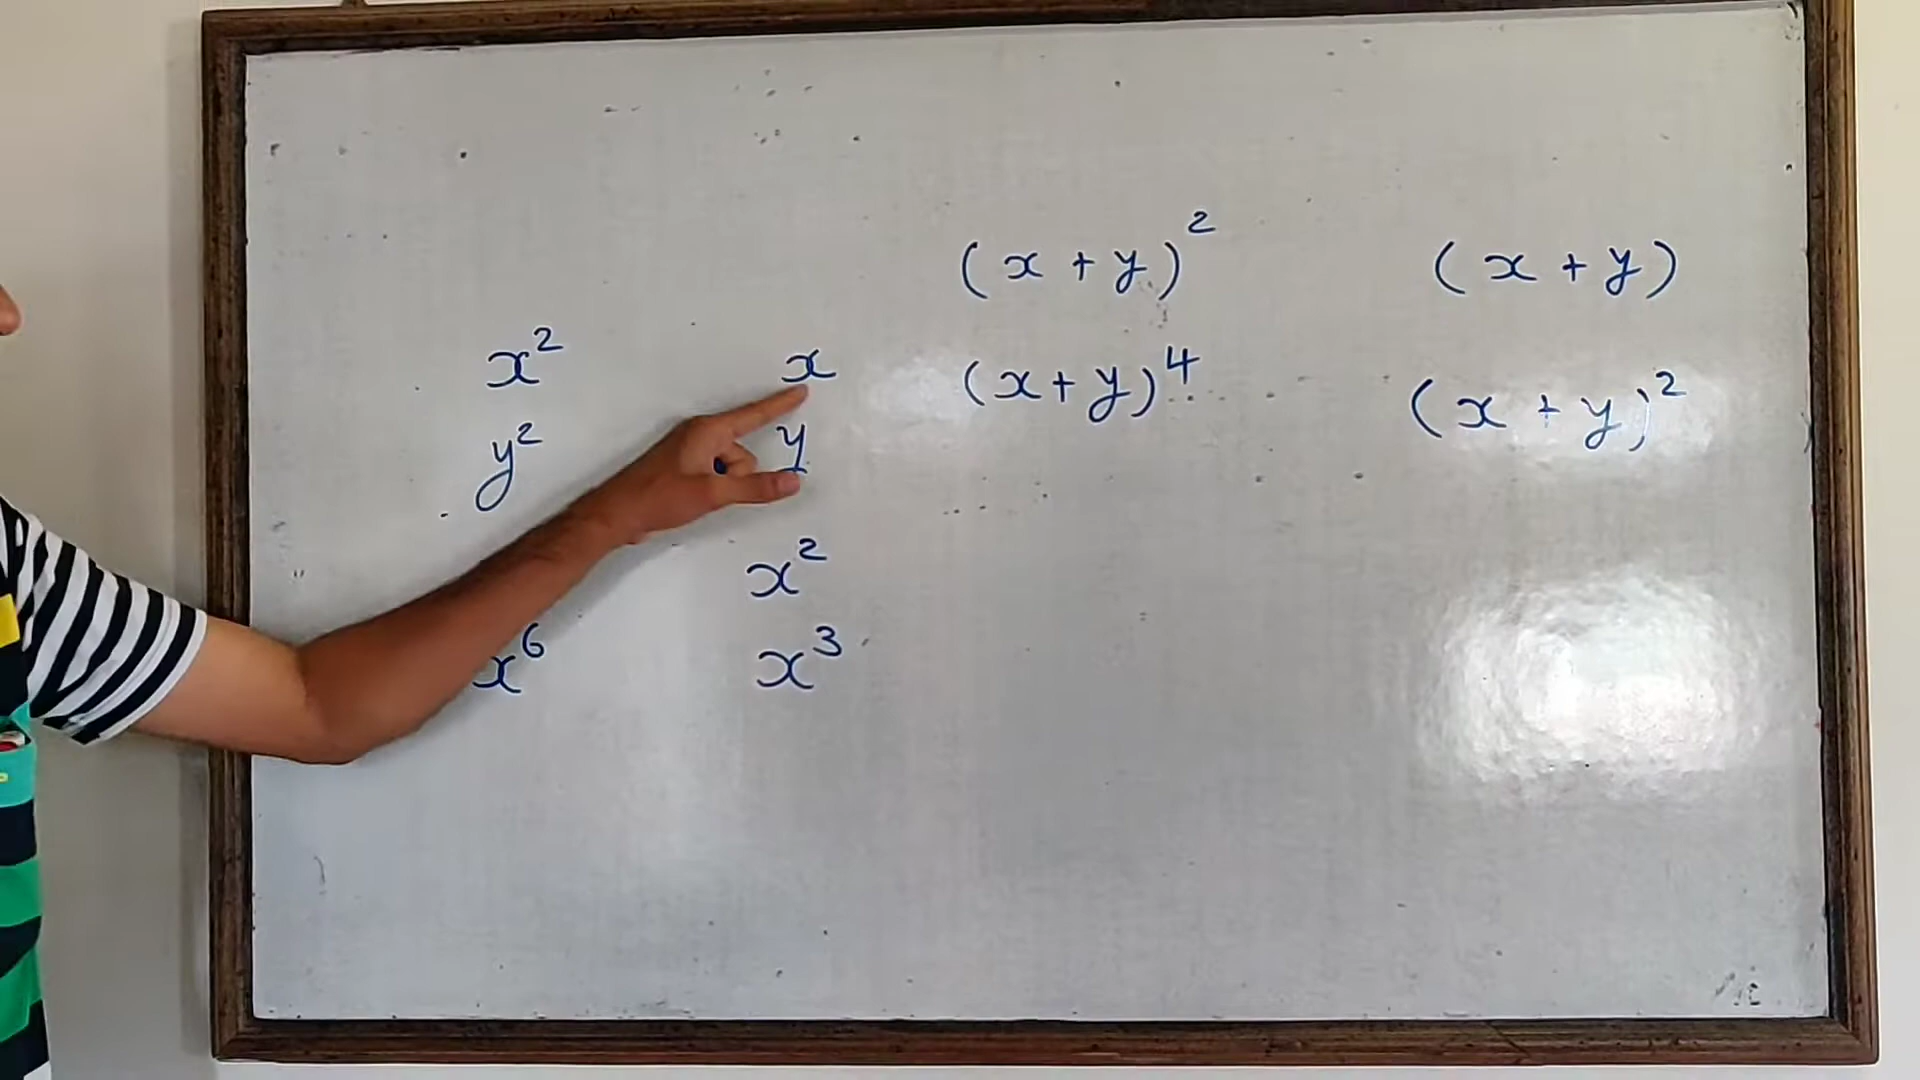 (x + y)² (x + y)
x² x (x+y)⁴ (x + y)²
y² y
x²
x⁶ x³